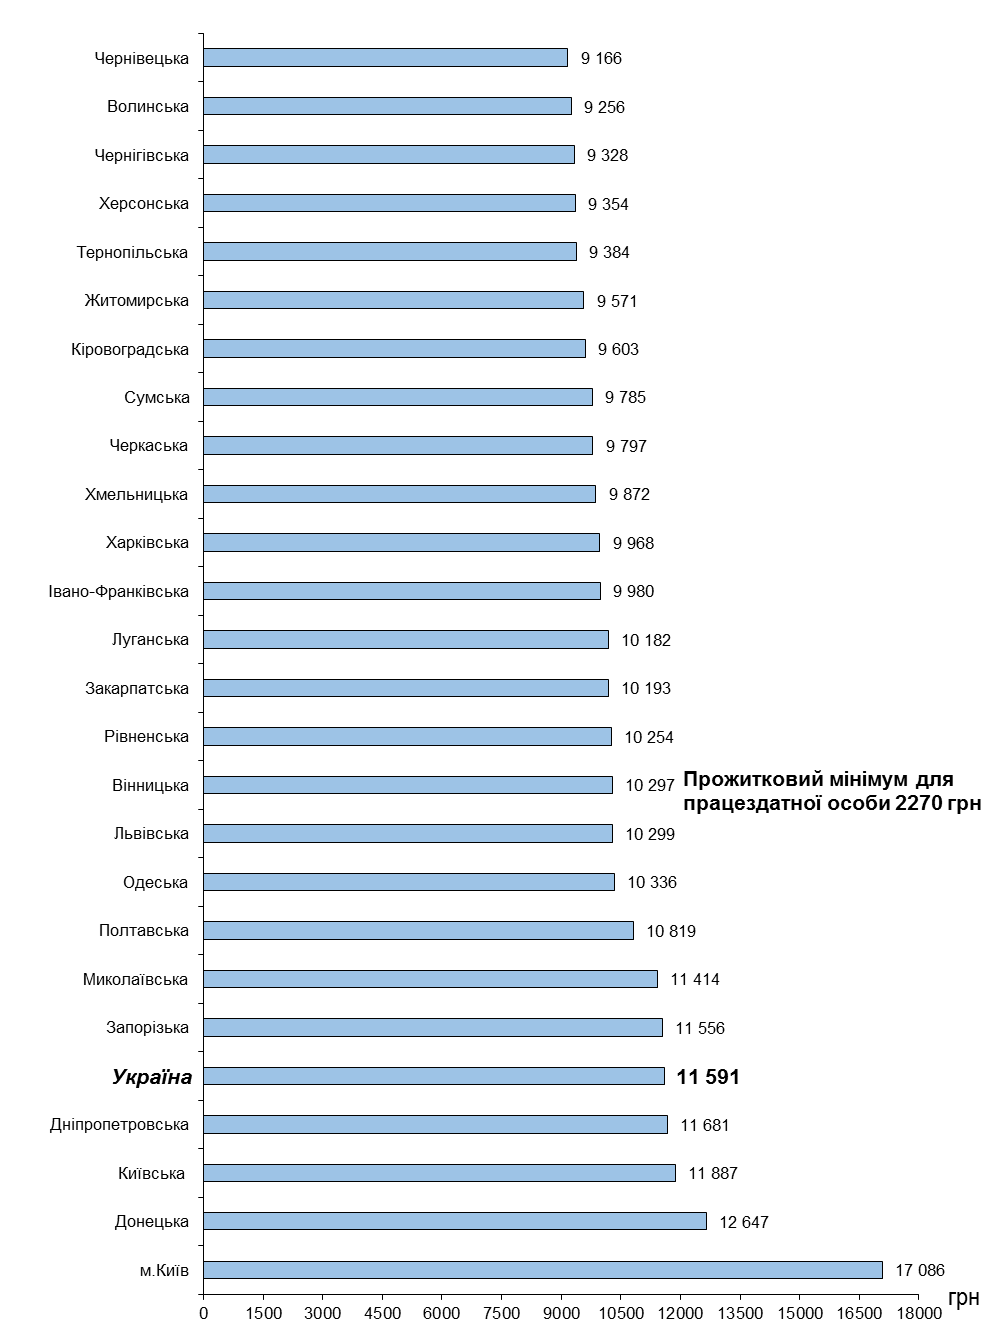 Чернівецька 9 166
Волинська 9 256
Чернігівська 9 328
Херсонська 9 354
Тернопільська 9 384
Житомирська 9 571
Кіровоградська 9 603
Сумська 9 785
Черкаська 9 797
Хмельницька 9 872
Харківська 9 968
Івано-Франківська 9 980
Луганська 10 182
Закарпатська 10 193
Рівненська 10 254
Вінницька 10 297
Прожитковий мінімум для
працездатної особи 2270 грн
Львівська 10 299
Одеська 10 336
Полтавська 10 819
Миколаївська 11 414
Запорізька 11 556
Україна 11 591
Дніпропетровська 11 681
Київська 11 887
Донецька 12 647
м.Київ 17 086
0 1500 3000 4500 6000 7500 9000 10500 12000 13500 15000 16500 18000 грн